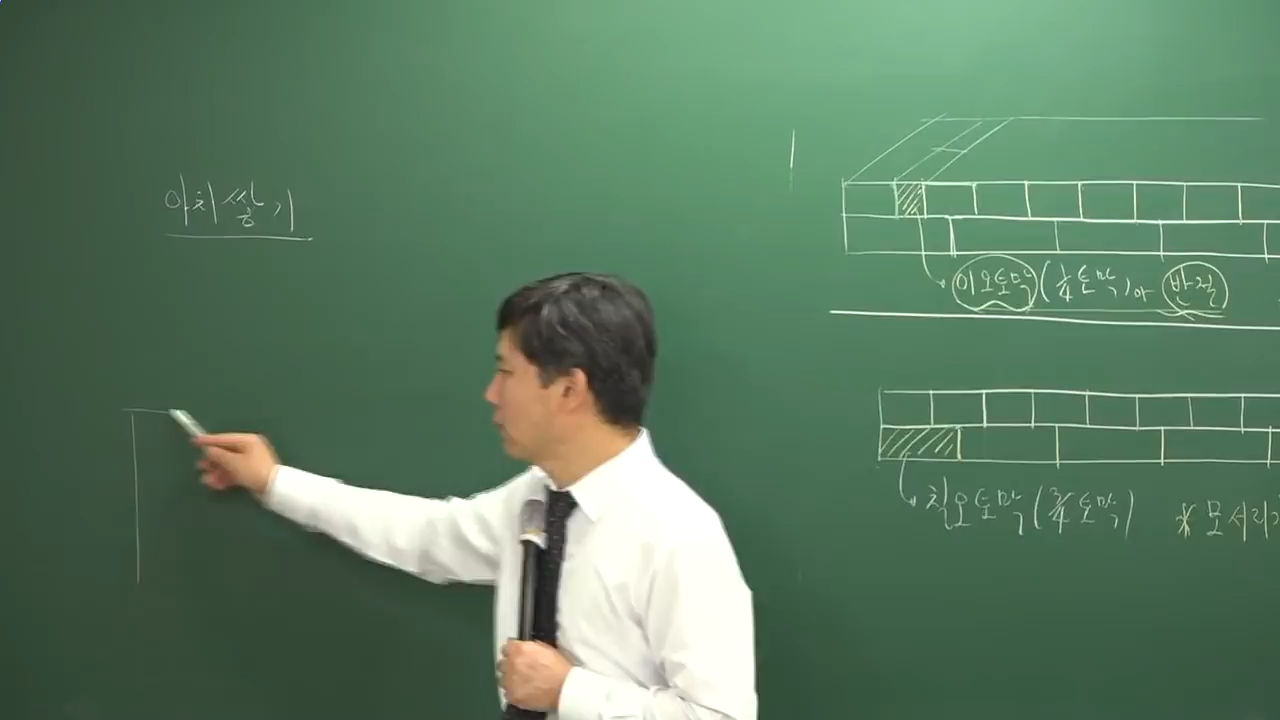 아치쌓기
이오토막 (1/4토막)이 반절
칠오토막 (3/4토막)
* 모서리